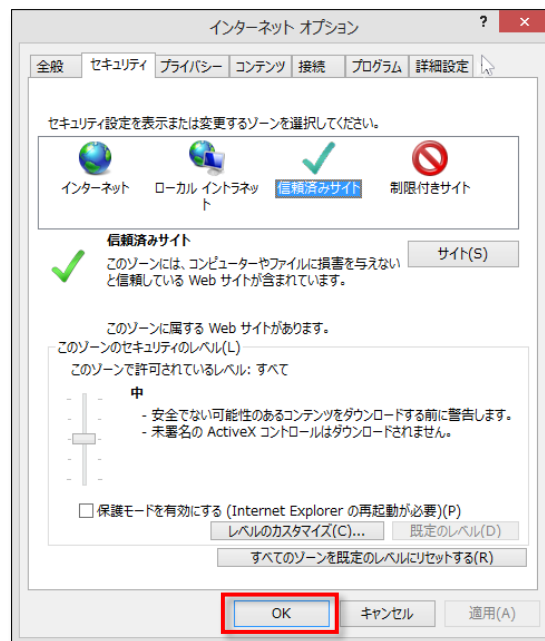 インターネット オプション
?
×
全般 セキュリティ プライバシー コンテンツ 接続 プログラム 詳細設定
セキュリティ設定を表示または変更するゾーンを選択してください。
インターネット
ローカル イントラネッ
ト
信頼済みサイト
制限付きサイト
信頼済みサイト
このゾーンには、コンピューターやファイルに損害を与えない
と信頼している Web サイトが含まれています。
サイト(S)
このゾーンに属する Web サイトがあります。
このゾーンのセキュリティのレベル(L)
このゾーンで許可されているレベル: すべて
中
- 安全でない可能性のあるコンテンツをダウンロードする前に警告します。
- 未署名の ActiveX コントロールはダウンロードされません。
保護モードを有効にする (Internet Explorer の再起動が必要)(P)
レベルのカスタマイズ(C)... 既定のレベル(D)
すべてのゾーンを既定のレベルにリセットする(R)
OK キャンセル 適用(A)